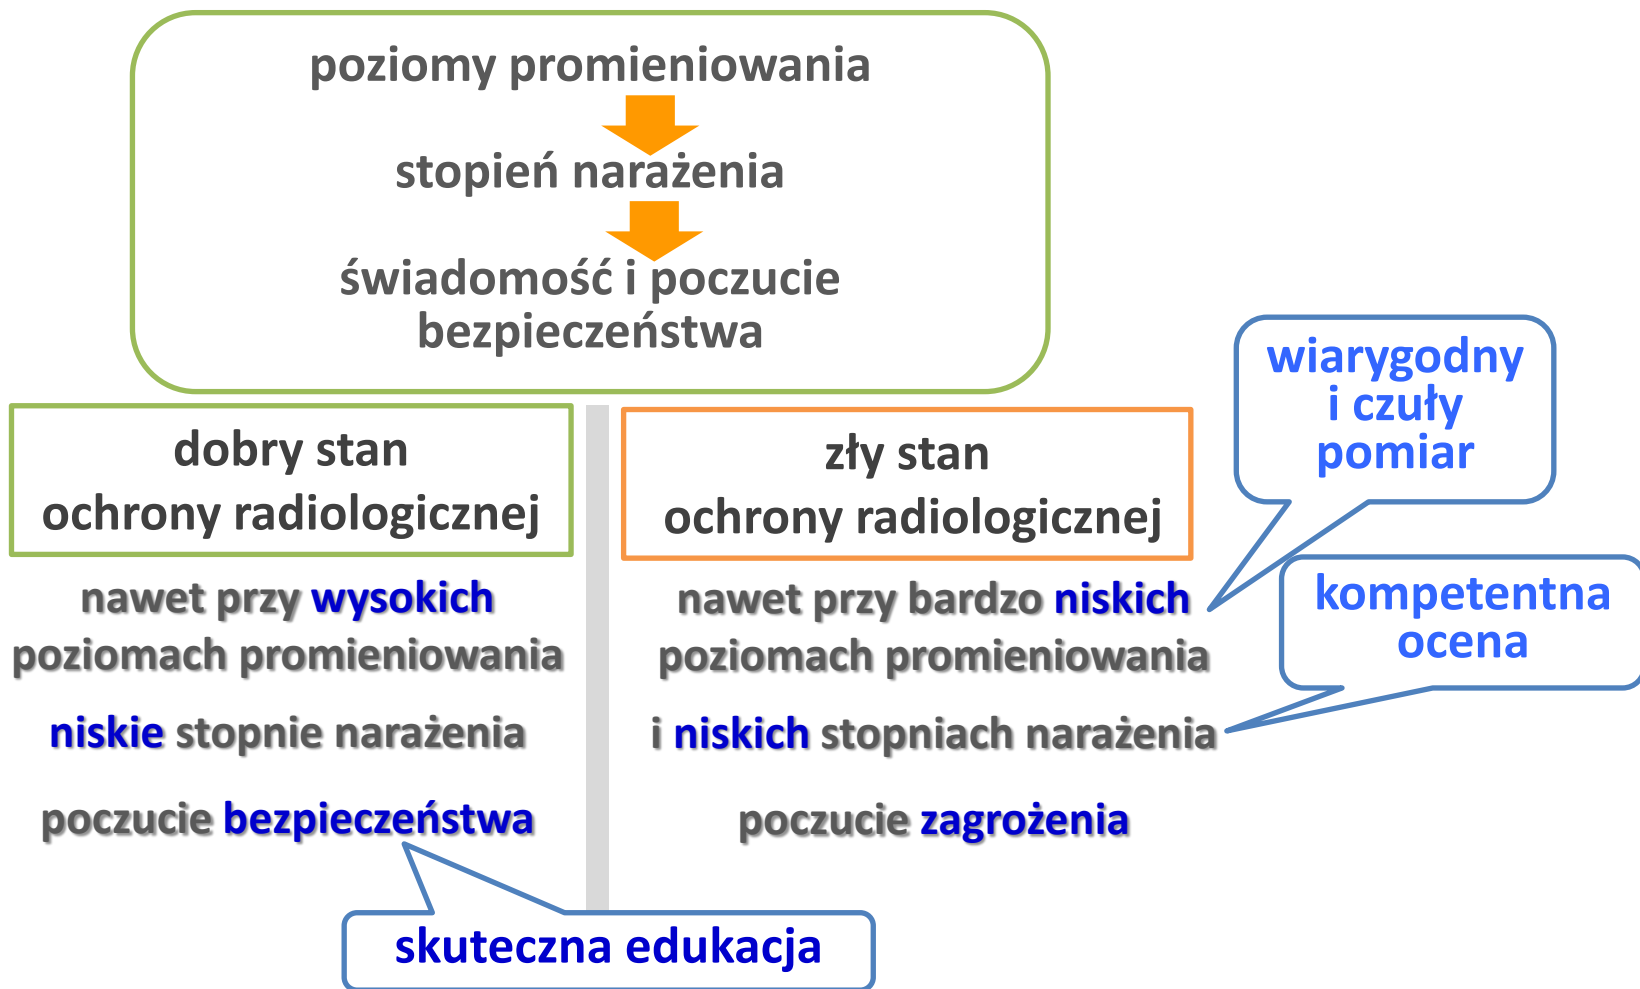 poziomy promieniowania
stopień narażenia
świadomość i poczucie
bezpieczeństwa
dobry stan
ochrony radiologicznej
nawet przy wysokich
poziomach promieniowania
niskie stopnie narażenia
poczucie bezpieczeństwa
skuteczna edukacja
zły stan
ochrony radiologicznej
nawet przy bardzo niskich
poziomach promieniowania
i niskich stopniach narażenia
poczucie zagrożenia
wiarygodny
i czuły
pomiar
kompetentna
ocena